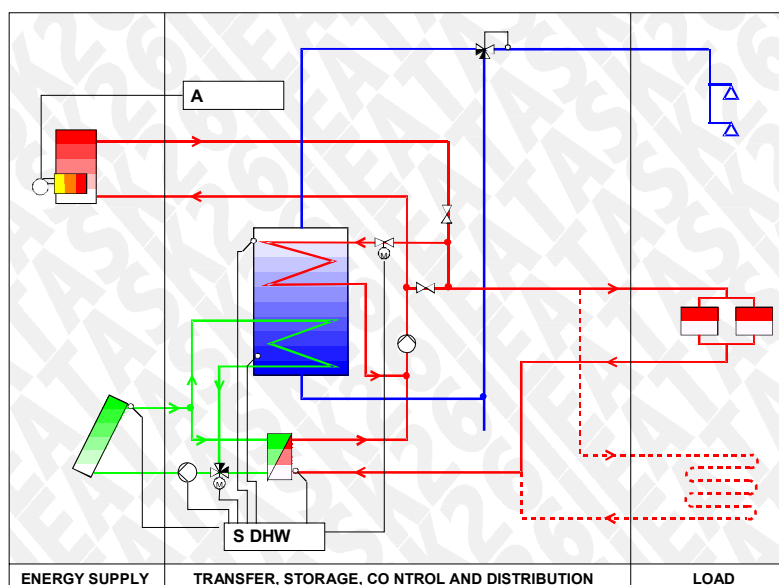 A
M
M
S DHW
ENERGY SUPPLY
TRANSFER, STORAGE, CO NTROL AND DISTRIBUTION
LOAD